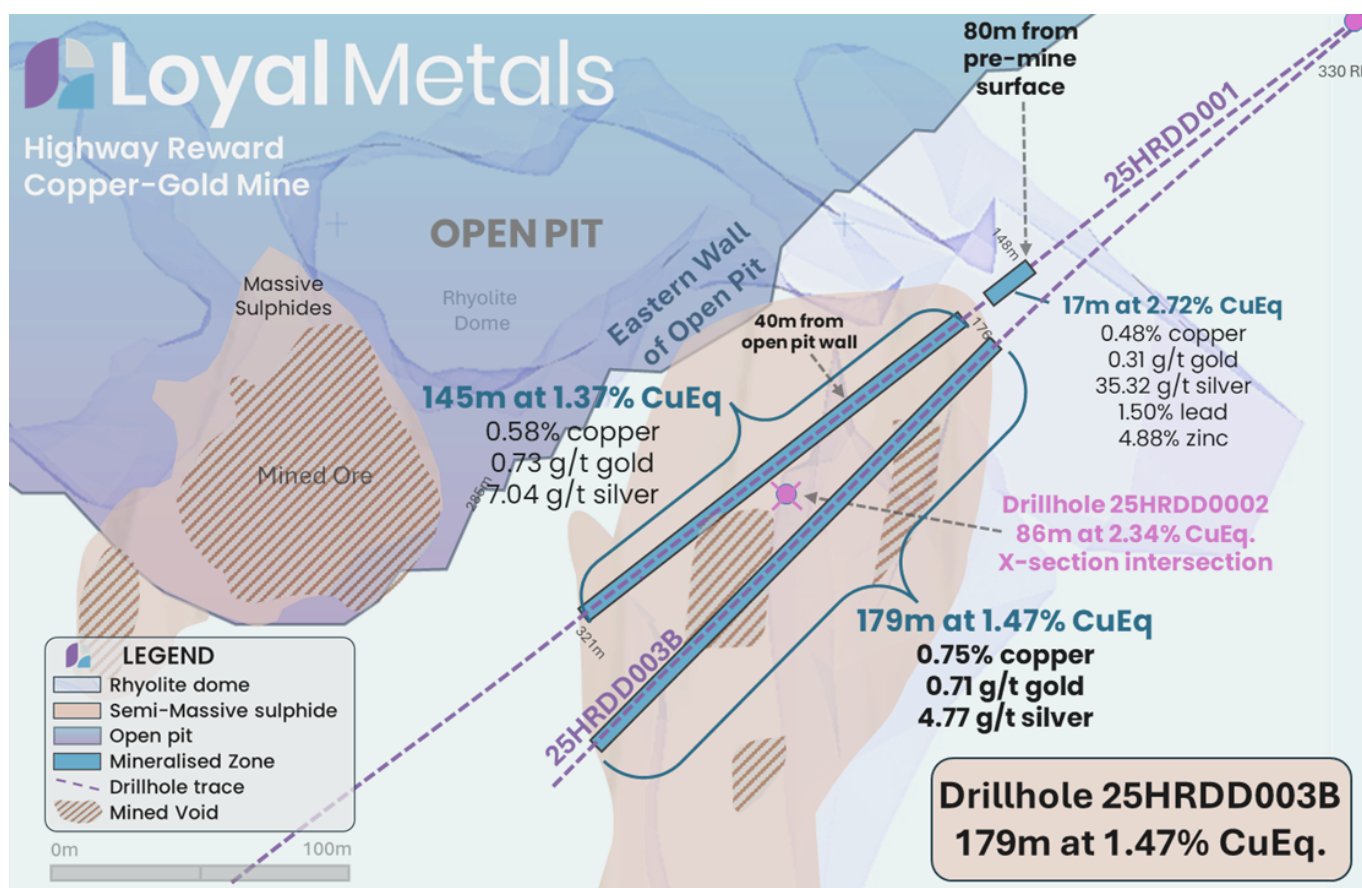 LoyalMetals
Highway Reward
Copper-Gold Mine
80m from
pre-mine
surface
25HRDD001
OPEN PIT
Massive
Sulphides
Rhyolite
Dome
Eastern Wall
of Open Pit
148m
17m at 2.72% CuEq
0.48% copper
0.31 g/t gold
35.32 g/t silver
1.50% lead
4.88% zinc
40m from
open pit wall
145m at 1.37% CuEq
0.58% copper
0.73 g/t gold
7.04 g/t silver
Mined Ore
285m
Drillhole 25HRDD0002
86m at 2.34% CuEq.
X-section intersection
179m at 1.47% CuEq
0.75% copper
0.71 g/t gold
4.77 g/t silver
321m
25HRDD003B
LEGEND
Rhyolite dome
Semi-Massive sulphide
Open pit
Mineralised Zone
Drillhole trace
Mined Void
0m
100m
Drillhole 25HRDD003B
179m at 1.47% CuEq.